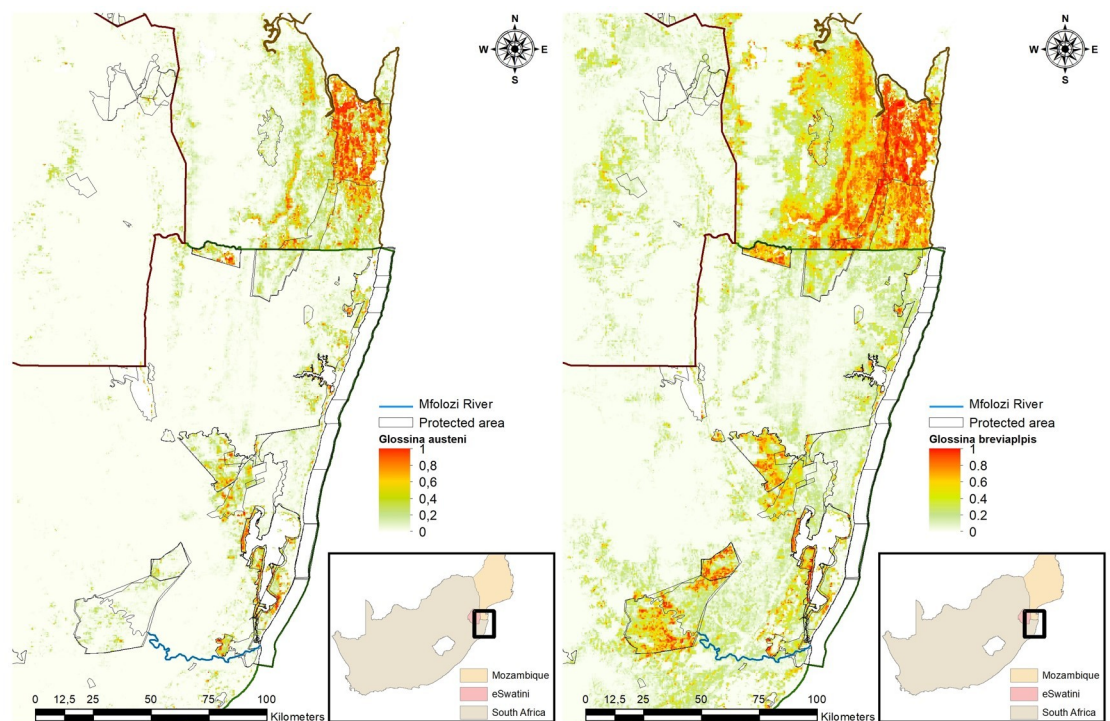 N
W E
S
Mfolozi River
Protected area
Glossina austeni
1
0,8
0,6
0,4
0,2
0
Mozambique
eSwatini
South Africa
0 12,5 25 50 75 100
Kilometers
N
W E
S
Mfolozi River
Protected area
Glossina breviaplpis
1
0,8
0,6
0,4
0,2
0
Mozambique
eSwatini
South Africa
0 12,5 25 50 75 100
Kilometers